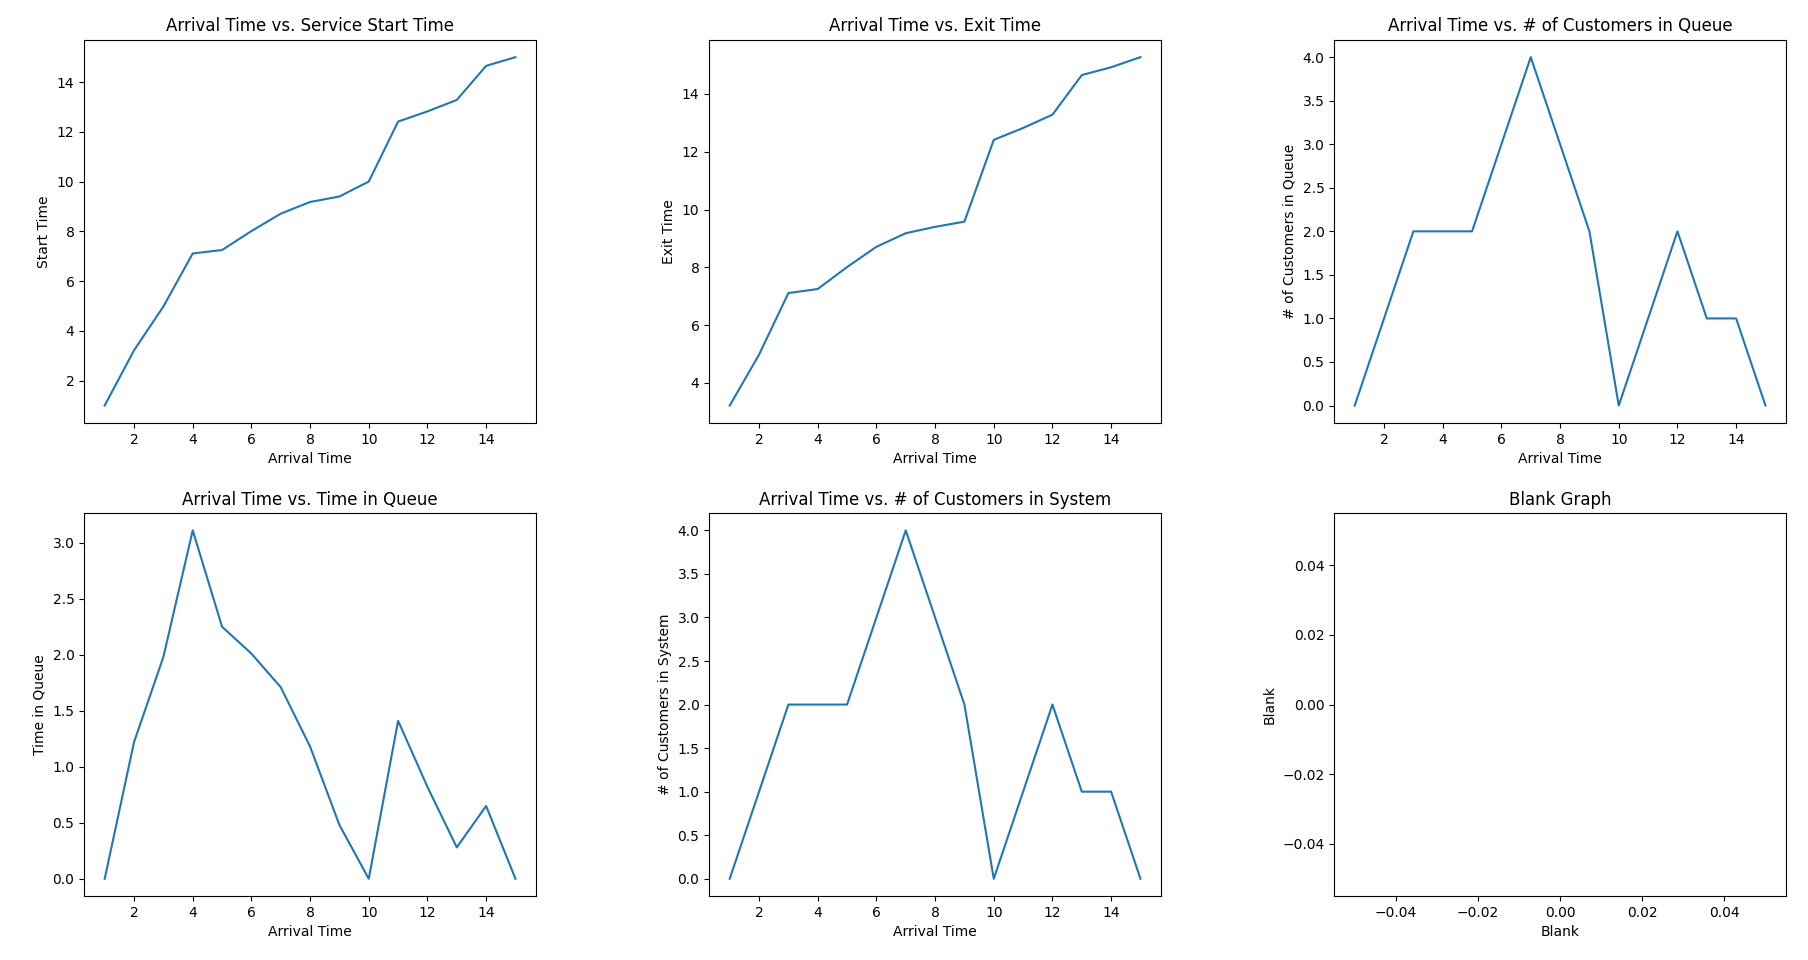 Arrival Time vs. Service Start Time
Start Time
14
12
10
8
6
4
2
2 4 6 8 10 12 14
Arrival Time
Arrival Time vs. Exit Time
Exit Time
14
12
10
8
6
4
2 4 6 8 10 12 14
Arrival Time
Arrival Time vs. # of Customers in Queue
# of Customers in Queue
4.0
3.5
3.0
2.5
2.0
1.5
1.0
0.5
0.0
2 4 6 8 10 12 14
Arrival Time
Arrival Time vs. Time in Queue
Time in Queue
3.0
2.5
2.0
1.5
1.0
0.5
0.0
2 4 6 8 10 12 14
Arrival Time
Arrival Time vs. # of Customers in System
# of Customers in System
4.0
3.5
3.0
2.5
2.0
1.5
1.0
0.5
0.0
2 4 6 8 10 12 14
Arrival Time
Blank Graph
Blank
0.04
0.02
0.00
−0.02
−0.04
−0.04 −0.02 0.00 0.02 0.04
Blank